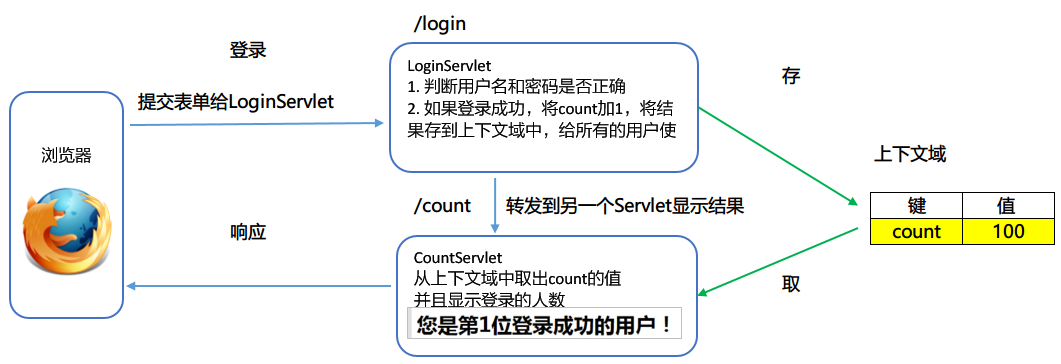 /login
登录
LoginServlet
1. 判断用户名和密码是否正确
2. 如果登录成功，将count加1，将结
果存到上下文域中，给所有的用户使
存
提交表单给LoginServlet
浏览器
上下文域
键 值
count 100
/count
转发到另一个Servlet显示结果
响应
CountServlet
从上下文域中取出count的值
并且显示登录的人数
您是第1位登录成功的用户！
取